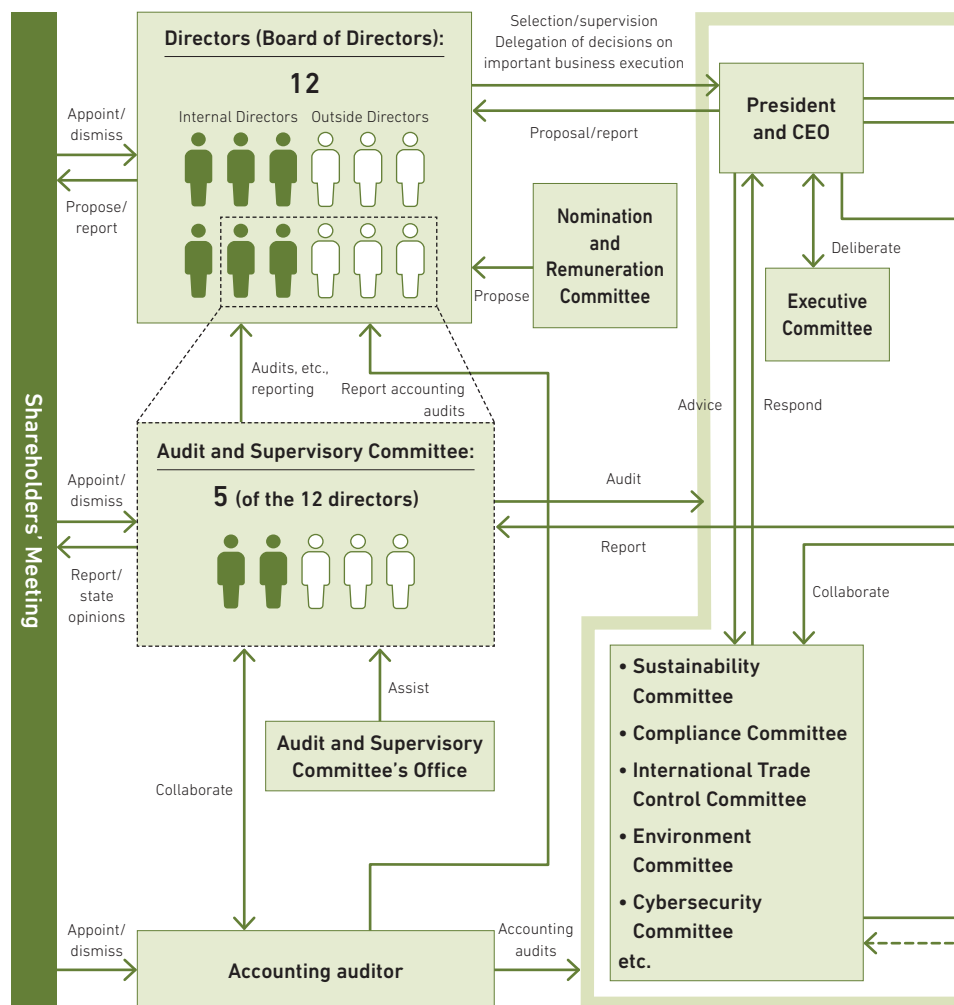 Shareholders' Meeting
Directors (Board of Directors):
12
Internal Directors
Outside Directors
Appoint/
dismiss
Propose/
report
Selection/supervision
Delegation of decisions on
important business execution
Proposal/report
President
and CEO
Nomination
and
Remuneration
Committee
Propose
Deliberate
Executive
Committee
Audits, etc.,
reporting
Report accounting
audits
Advice
Respond
Audit and Supervisory Committee:
5 (of the 12 directors)
Appoint/
dismiss
Report/
state
opinions
Audit
Report
Collaborate
Assist
Audit and Supervisory
Committee's Office
Collaborate
• Sustainability
Committee
• Compliance Committee
• International Trade
Control Committee
• Environment
Committee
• Cybersecurity
Committee
etc.
Appoint/
dismiss
Accounting auditor
Accounting
audits